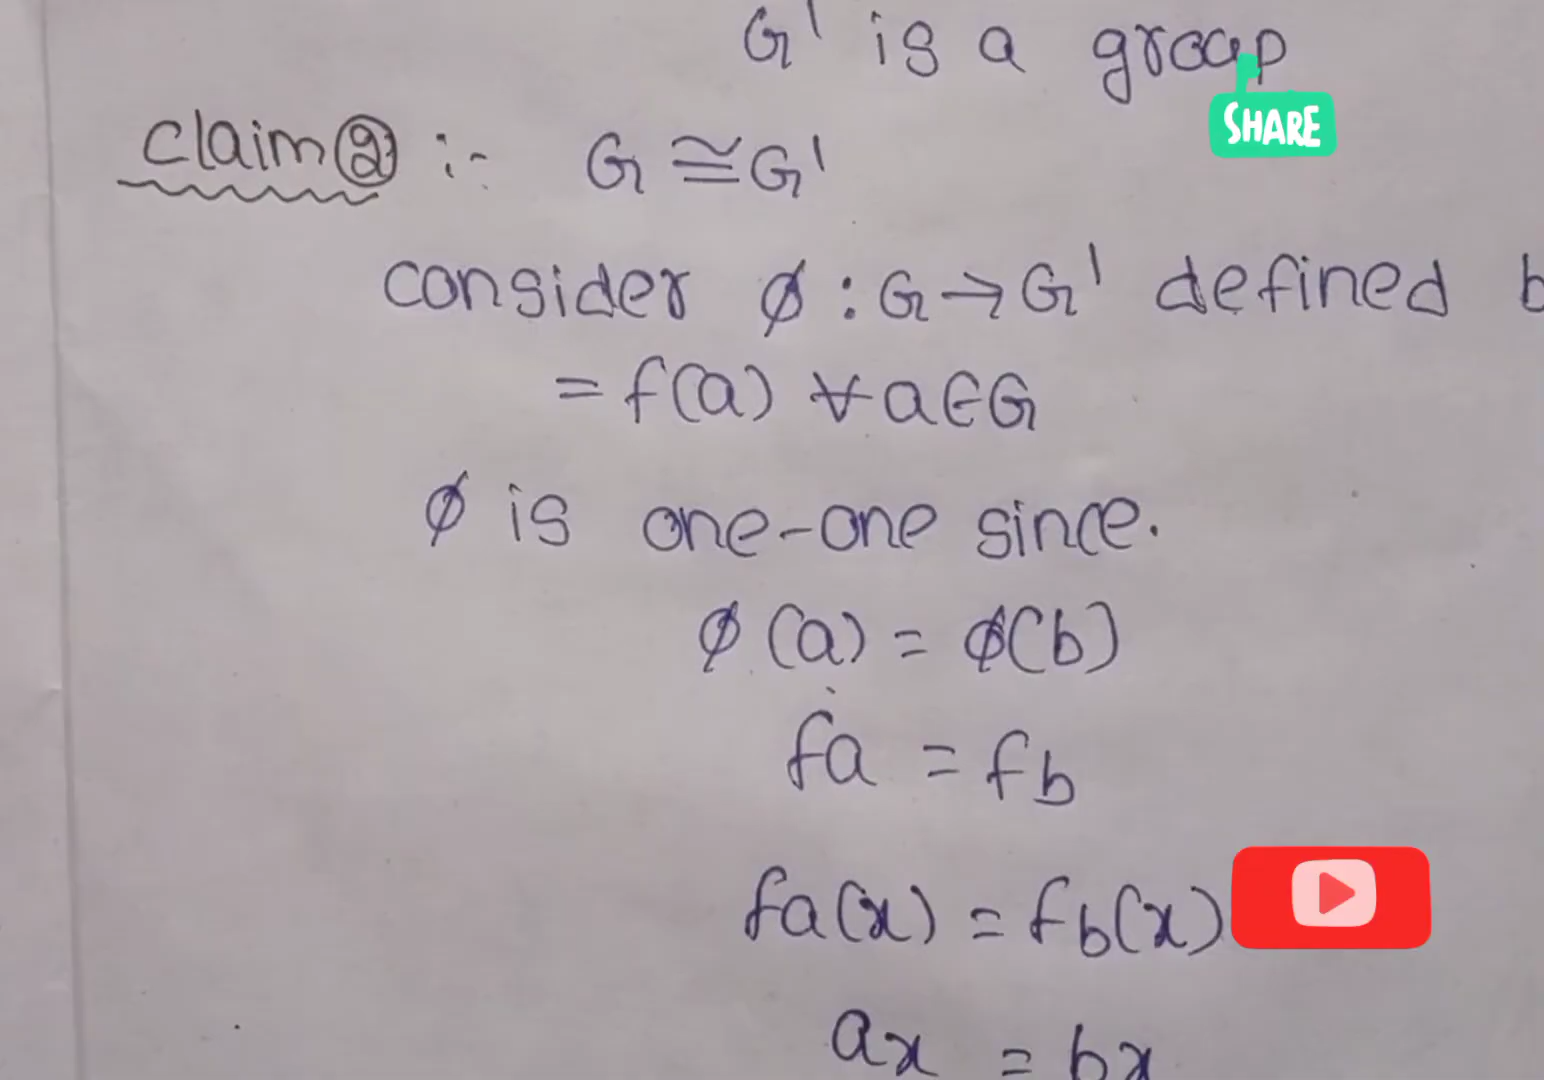 G' is a group
SHARE
Claim ② :- G ≅ G'
consider ø : G → G' defined b
= f(a) ∀ a ∈ G
ø is one-one since.
ø (a) = ø(b)
fa = fb
fa(x) = fb(x)
ax = bx